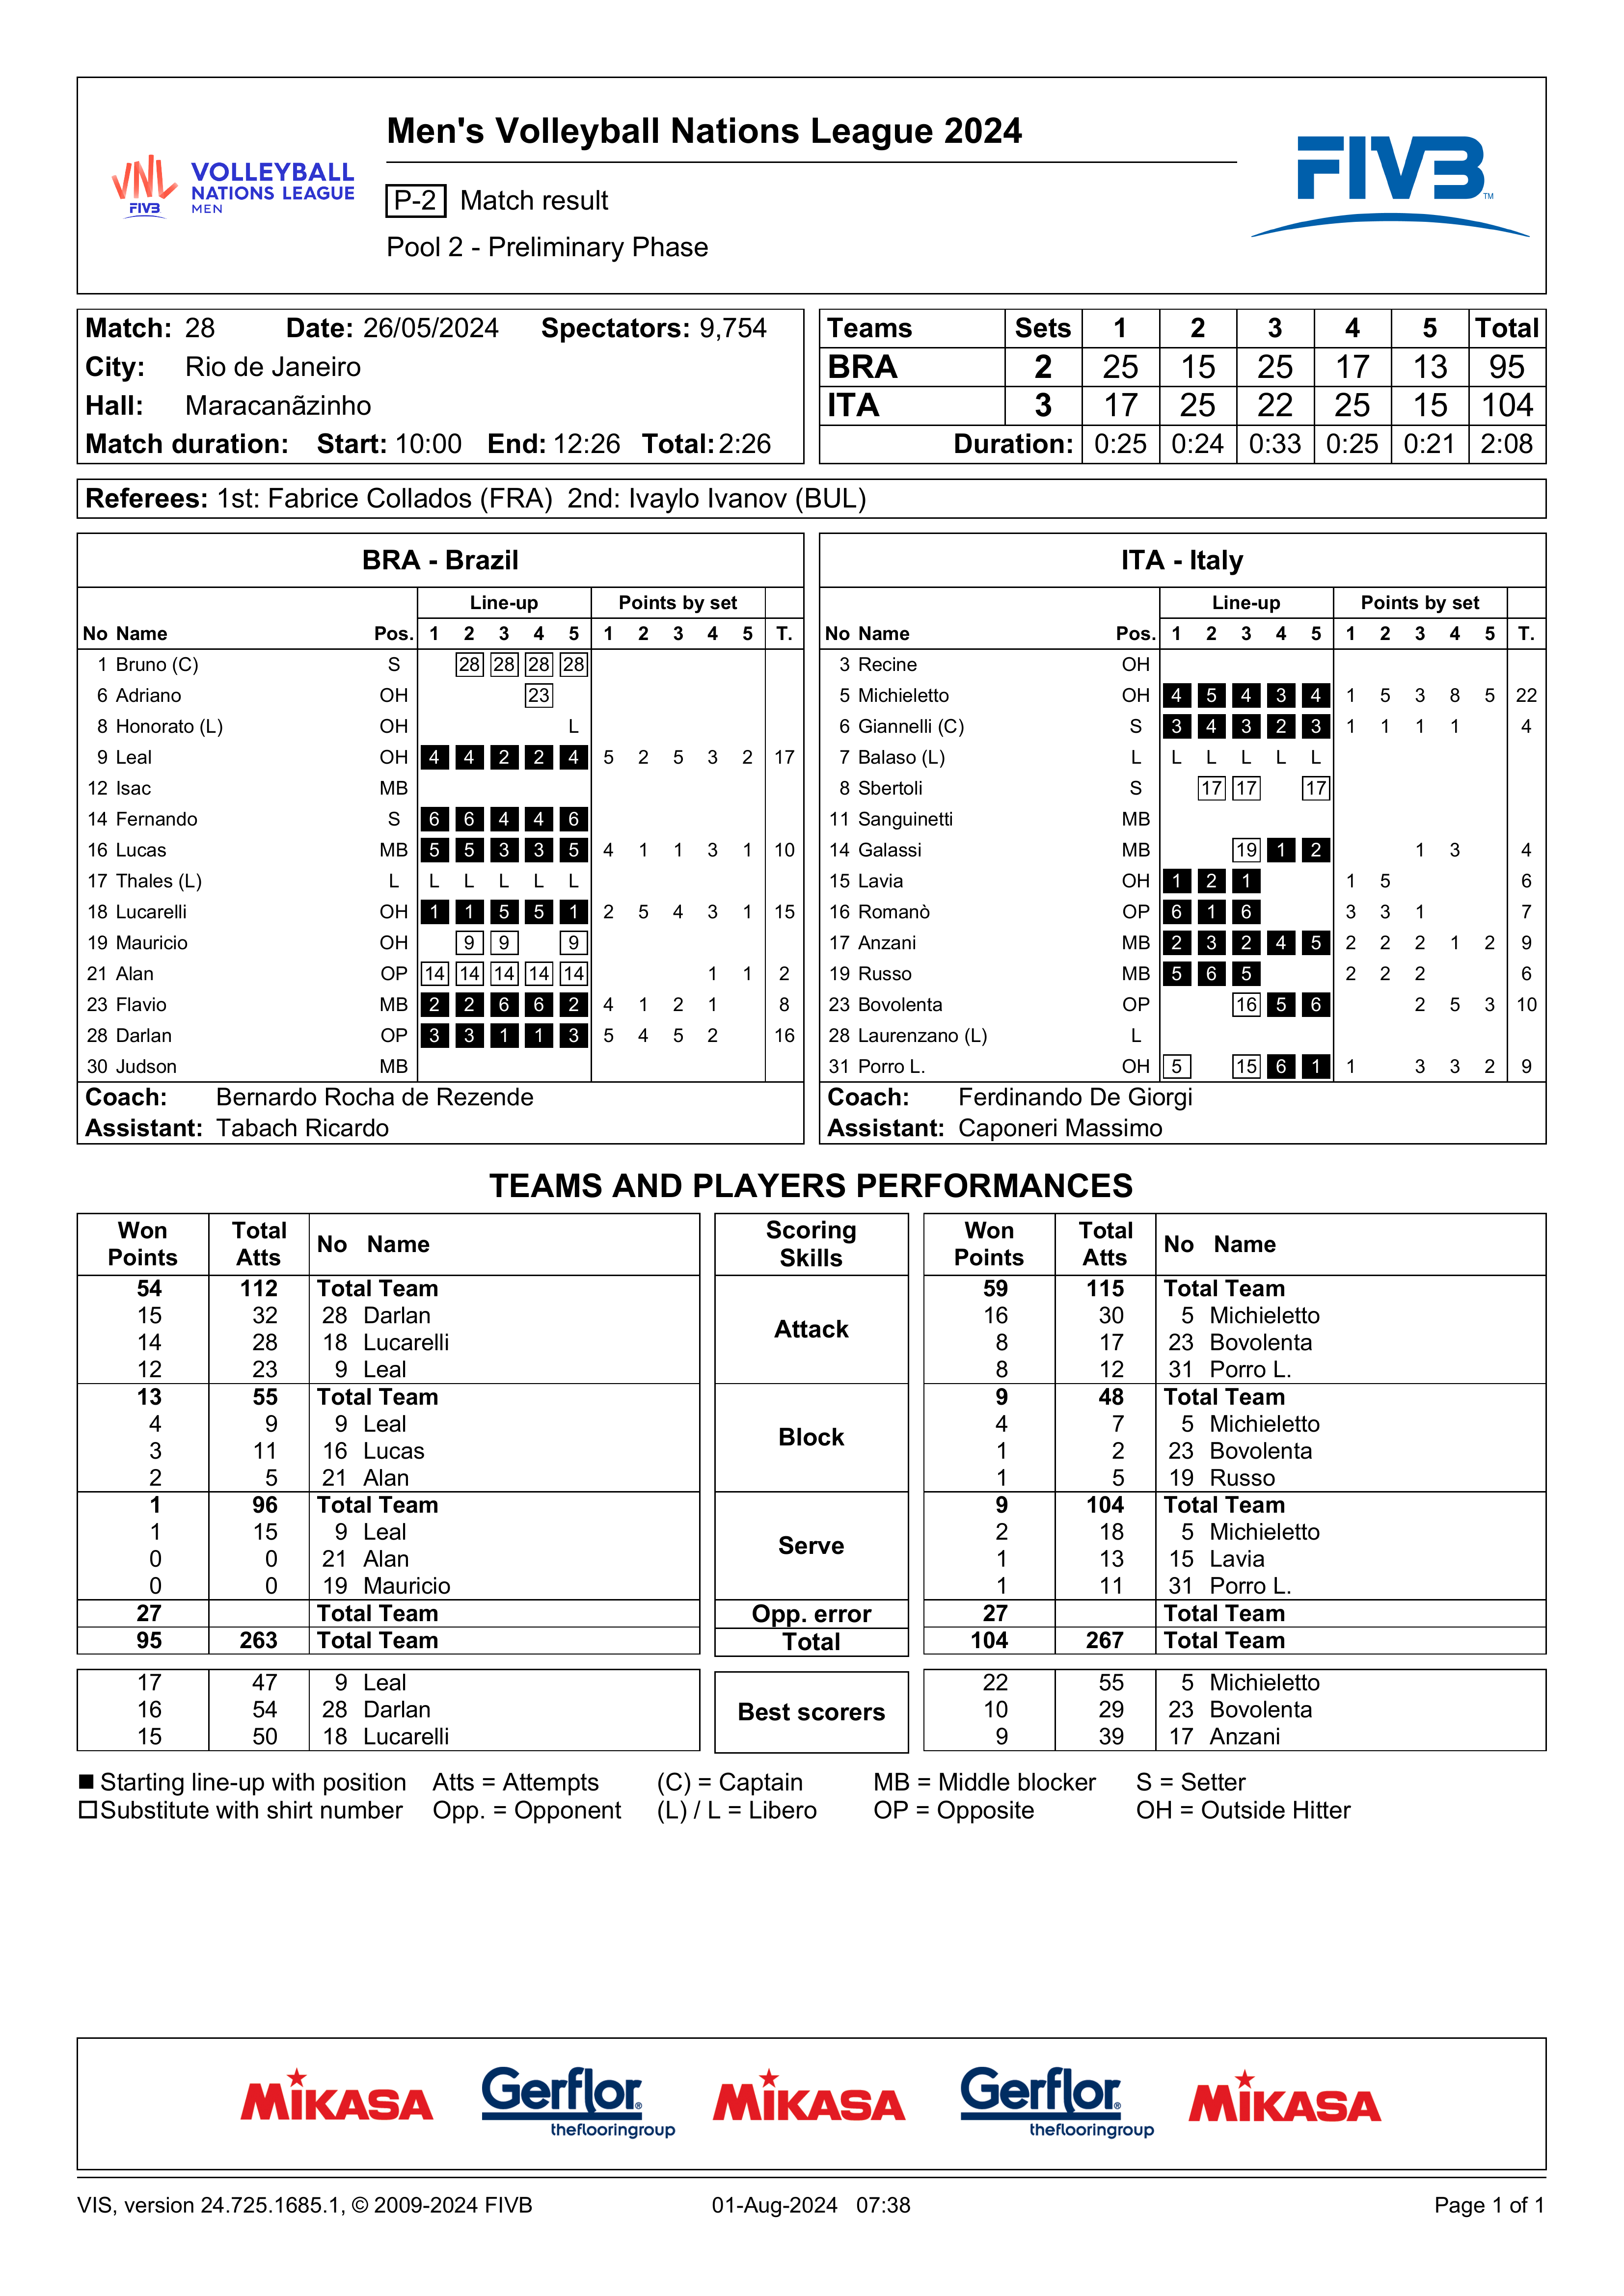 Men's Volleyball Nations League 2024
VNL FIVB VOLLEYBALL NATIONS LEAGUE MEN
P-2 Match result
FIVB TM
Pool 2 - Preliminary Phase
Match: 28 Date: 26/05/2024 Spectators: 9,754
City: Rio de Janeiro
Hall: Maracanãzinho
Match duration: Start: 10:00 End: 12:26 Total: 2:26
Teams Sets 1 2 3 4 5 Total
BRA 2 25 15 25 17 13 95
ITA 3 17 25 22 25 15 104
Duration: 0:25 0:24 0:33 0:25 0:21 2:08
Referees: 1st: Fabrice Collados (FRA) 2nd: Ivaylo Ivanov (BUL)
BRA - Brazil
Line-up Points by set
No Name Pos. 1 2 3 4 5 1 2 3 4 5 T.
1 Bruno (C) S 28 28 28 28
6 Adriano OH 23
8 Honorato (L) OH L
9 Leal OH 4 4 2 2 4 5 2 5 3 2 17
12 Isac MB
14 Fernando S 6 6 4 4 6
16 Lucas MB 5 5 3 3 5 4 1 1 3 1 10
17 Thales (L) L L L L L L
18 Lucarelli OH 1 1 5 5 1 2 5 4 3 1 15
19 Mauricio OH 9 9 9
21 Alan OP 14 14 14 14 14 1 1 2
23 Flavio MB 2 2 6 6 2 4 1 2 1 8
28 Darlan OP 3 3 1 1 3 5 4 5 2 16
30 Judson MB
Coach: Bernardo Rocha de Rezende
Assistant: Tabach Ricardo
ITA - Italy
Line-up Points by set
No Name Pos. 1 2 3 4 5 1 2 3 4 5 T.
3 Recine OH
5 Michieletto OH 4 5 4 3 4 1 5 3 8 5 22
6 Giannelli (C) S 3 4 3 2 3 1 1 1 1 4
7 Balaso (L) L L L L L L
8 Sbertoli S 17 17 17
11 Sanguinetti MB
14 Galassi MB 19 1 2 1 3 4
15 Lavia OH 1 2 1 1 5 6
16 Romanò OP 6 1 6 3 3 1 7
17 Anzani MB 2 3 2 4 5 2 2 2 1 2 9
19 Russo MB 5 6 5 2 2 2 6
23 Bovolenta OP 16 5 6 2 5 3 10
28 Laurenzano (L) L
31 Porro L. OH 5 15 6 1 1 3 3 2 9
Coach: Ferdinando De Giorgi
Assistant: Caponeri Massimo
TEAMS AND PLAYERS PERFORMANCES
Won Points Total Atts No Name Scoring Skills Won Points Total Atts No Name
54 112 Total Team Attack 59 115 Total Team
15 32 28 Darlan 16 30 5 Michieletto
14 28 18 Lucarelli 8 17 23 Bovolenta
12 23 9 Leal 8 12 31 Porro L.
13 55 Total Team Block 9 48 Total Team
4 9 9 Leal 4 7 5 Michieletto
3 11 16 Lucas 1 2 23 Bovolenta
2 5 21 Alan 1 5 19 Russo
1 96 Total Team Serve 9 104 Total Team
1 15 9 Leal 2 18 5 Michieletto
0 0 21 Alan 1 13 15 Lavia
0 0 19 Mauricio 1 11 31 Porro L.
27 Total Team Opp. error 27 Total Team
95 263 Total Team Total 104 267 Total Team
17 47 9 Leal Best scorers 22 55 5 Michieletto
16 54 28 Darlan 10 29 23 Bovolenta
15 50 18 Lucarelli 9 39 17 Anzani
Starting line-up with position Atts = Attempts (C) = Captain MB = Middle blocker S = Setter
Substitute with shirt number Opp. = Opponent (L) / L = Libero OP = Opposite OH = Outside Hitter
MIKASA Gerflor® theflooringgroup MIKASA Gerflor® theflooringgroup MIKASA
VIS, version 24.725.1685.1, © 2009-2024 FIVB 01-Aug-2024 07:38 Page 1 of 1